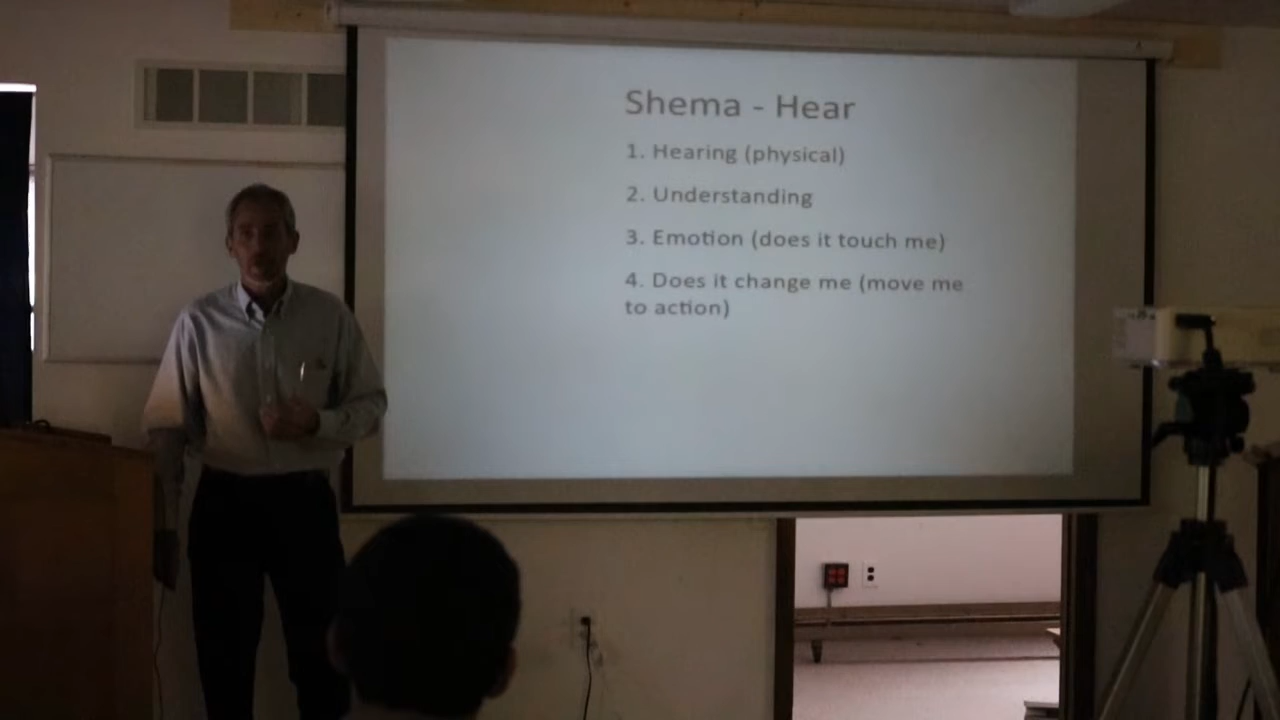 Shema - Hear
1. Hearing (physical)
2. Understanding
3. Emotion (does it touch me)
4. Does it change me (move me
to action)